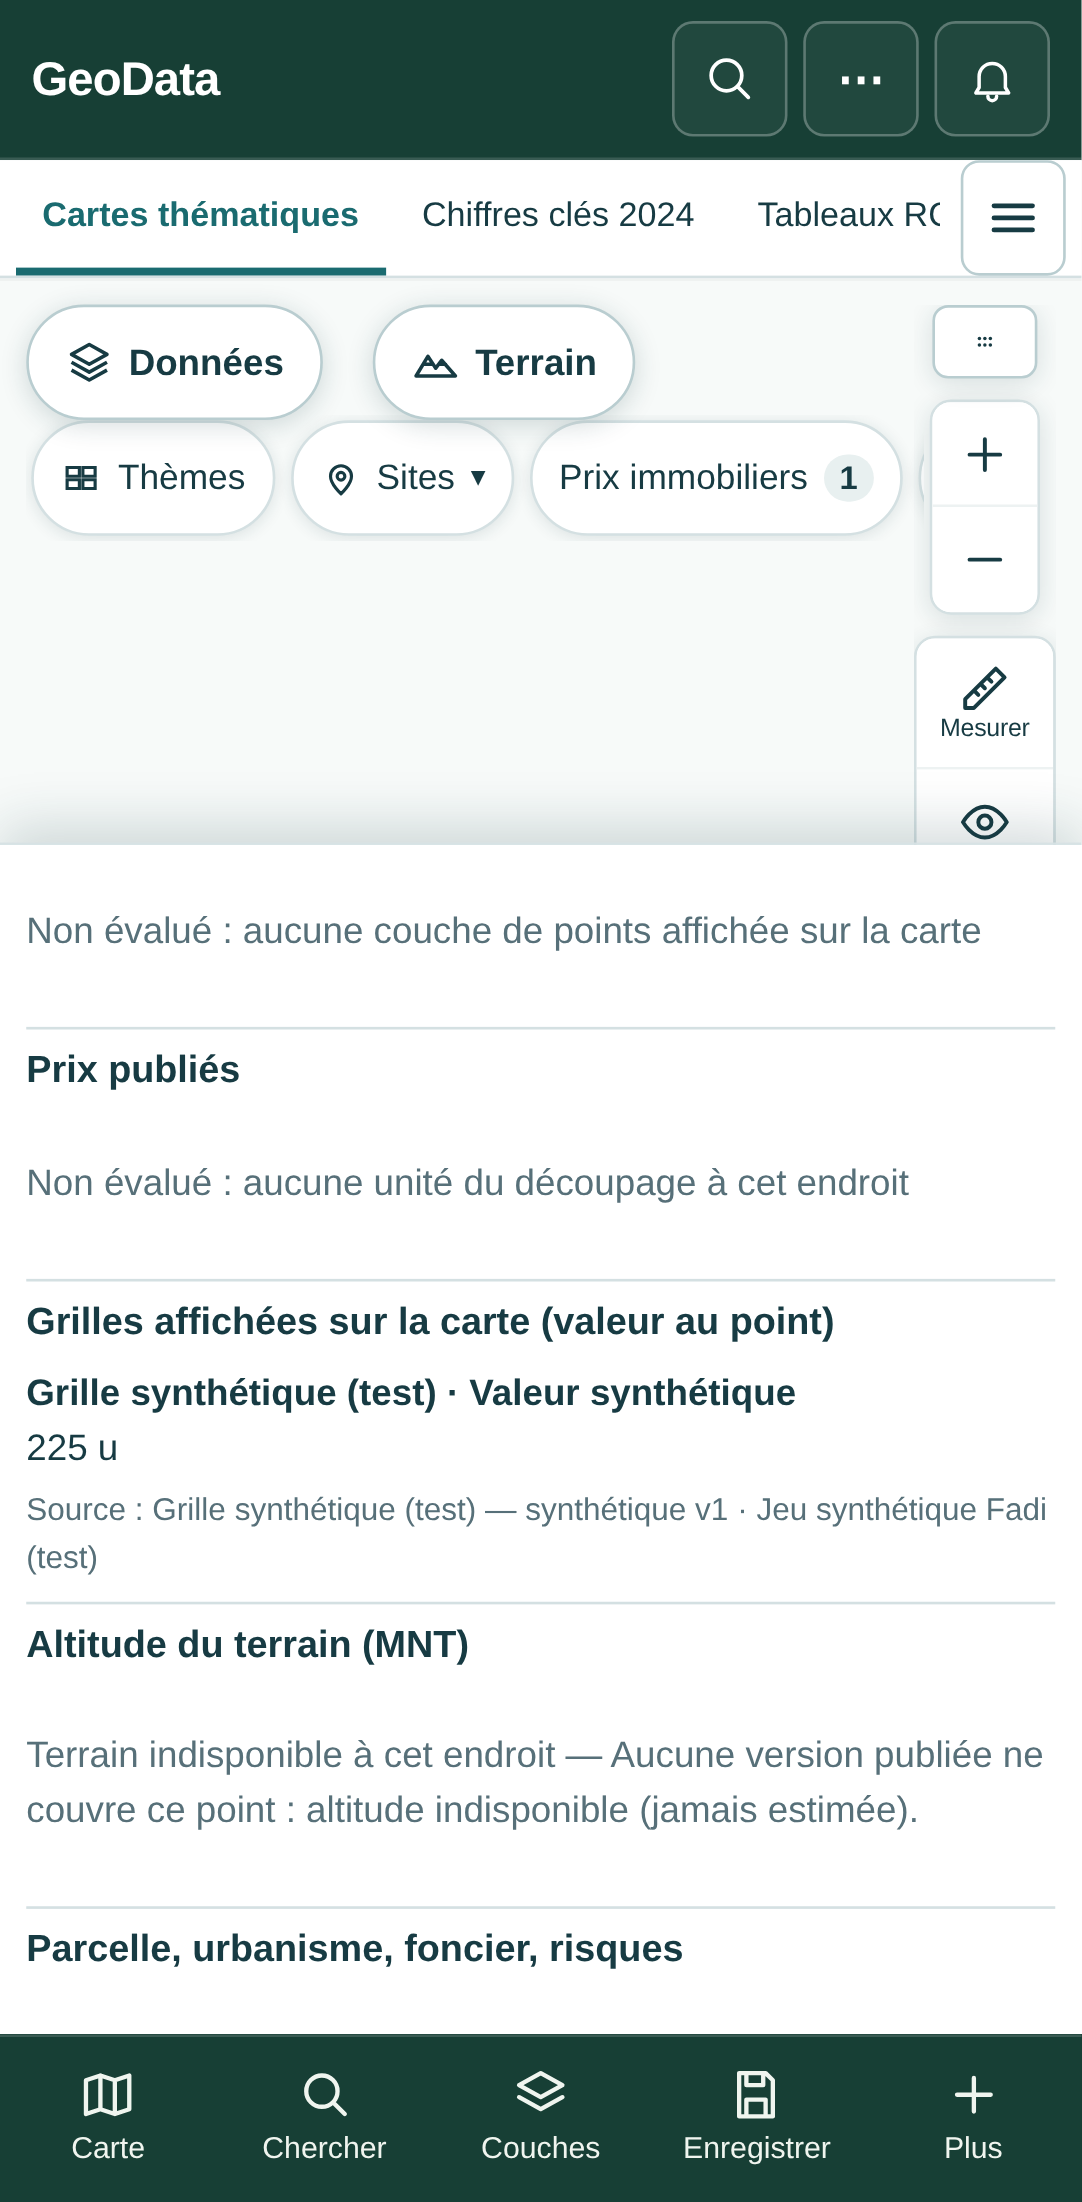 GeoData
Cartes thématiques
Chiffres clés 2024
Tableaux
Données
Terrain
Thèmes
Sites ▾
Prix immobiliers 1
Mesurer
Non évalué : aucune couche de points affichée sur la carte
Prix publiés
Non évalué : aucune unité du découpage à cet endroit
Grilles affichées sur la carte (valeur au point)
Grille synthétique (test) · Valeur synthétique
225 u
Source : Grille synthétique (test) — synthétique v1 · Jeu synthétique Fadi
(test)
Altitude du terrain (MNT)
Terrain indisponible à cet endroit — Aucune version publiée ne
couvre ce point : altitude indisponible (jamais estimée).
Parcelle, urbanisme, foncier, risques
Carte
Chercher
Couches
Enregistrer
Plus